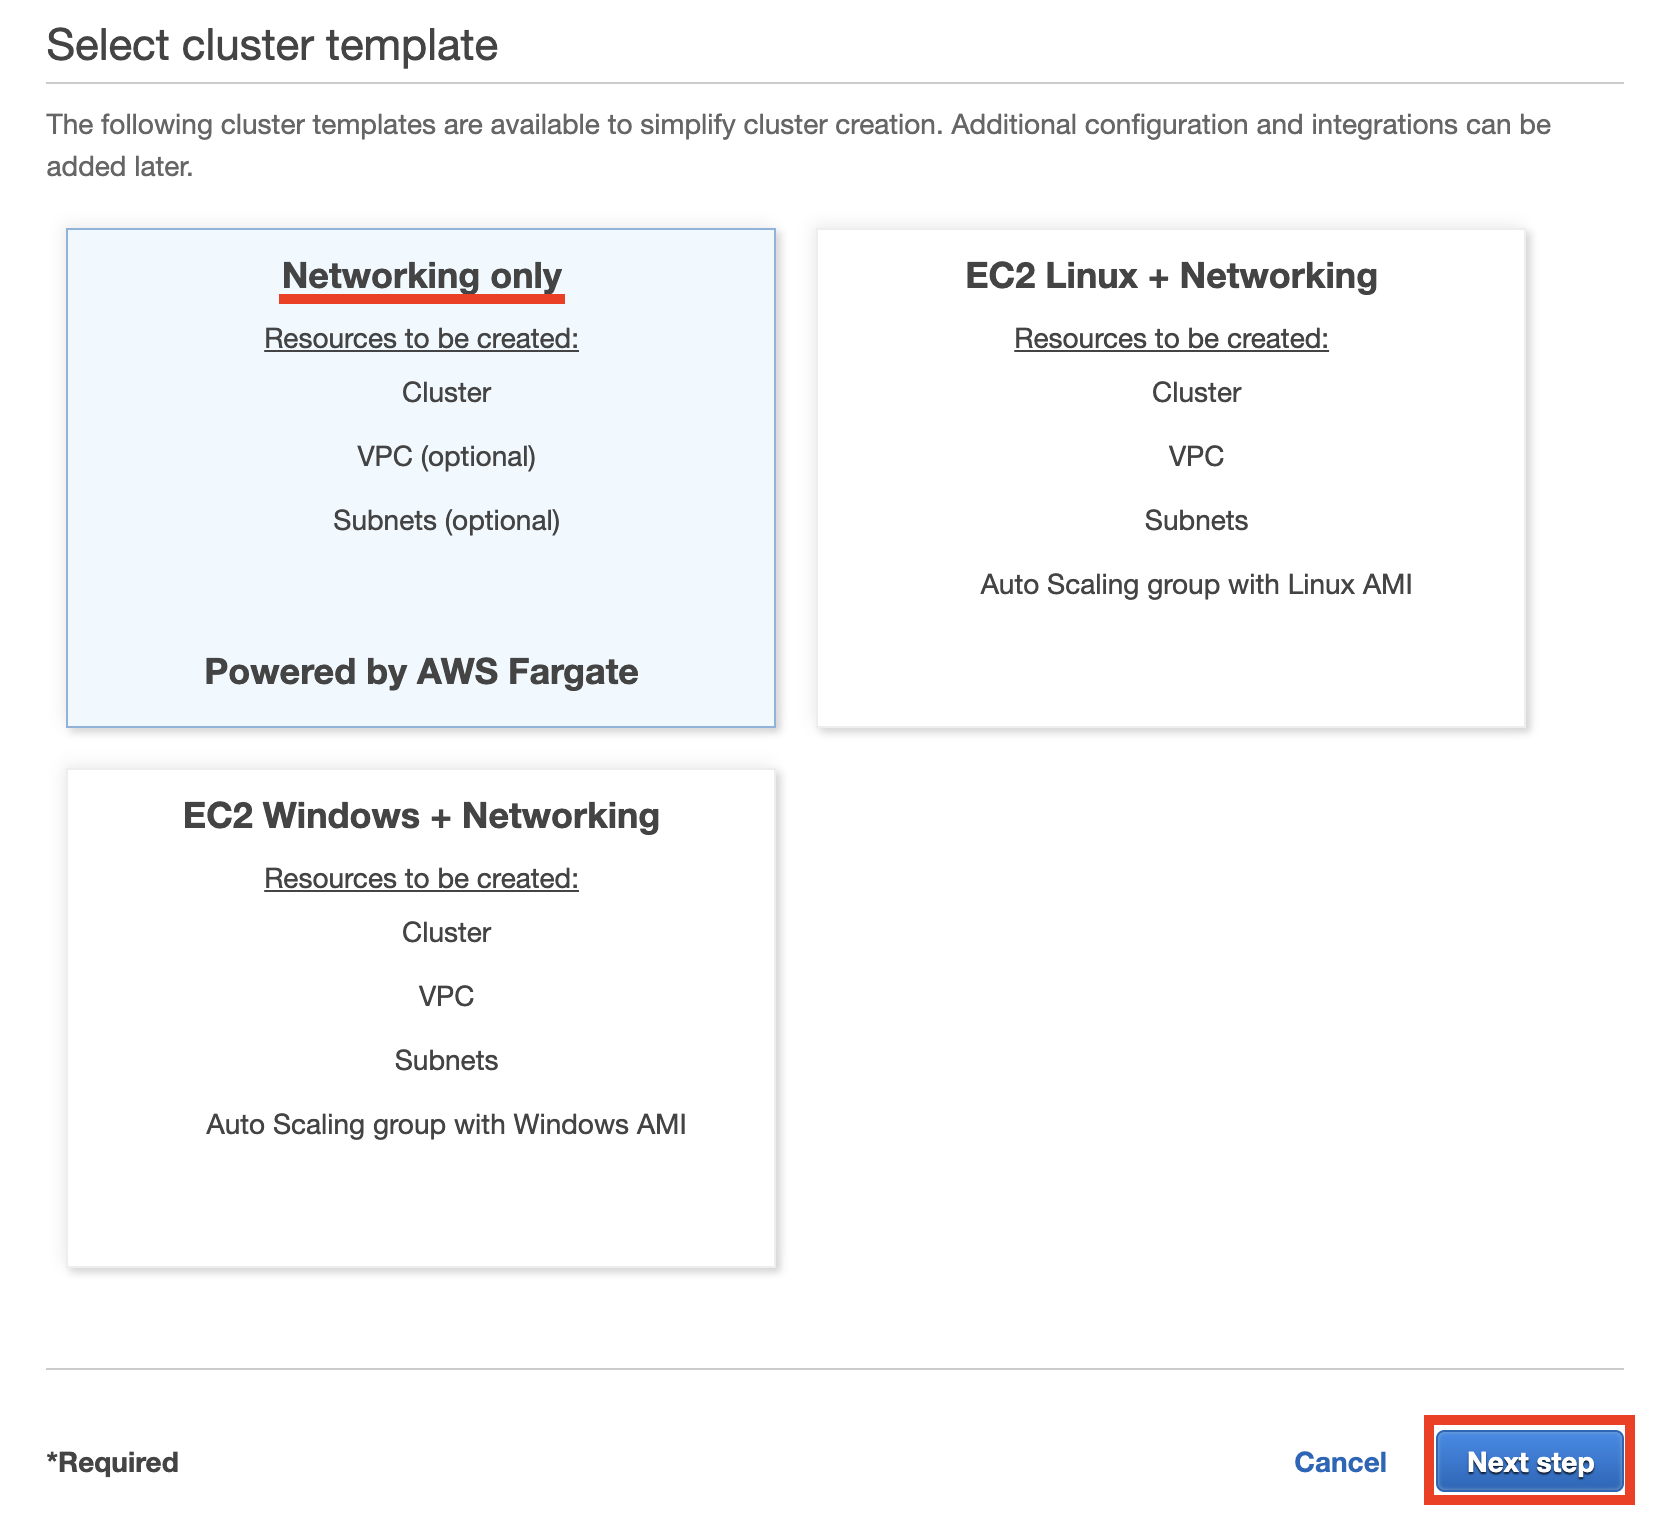 Select cluster template
The following cluster templates are available to simplify cluster creation. Additional configuration and integrations can be
added later.
Networking only
Resources to be created:
Cluster
VPC (optional)
Subnets (optional)
Powered by AWS Fargate
EC2 Linux + Networking
Resources to be created:
Cluster
VPC
Subnets
Auto Scaling group with Linux AMI
EC2 Windows + Networking
Resources to be created:
Cluster
VPC
Subnets
Auto Scaling group with Windows AMI
*Required
Cancel
Next step